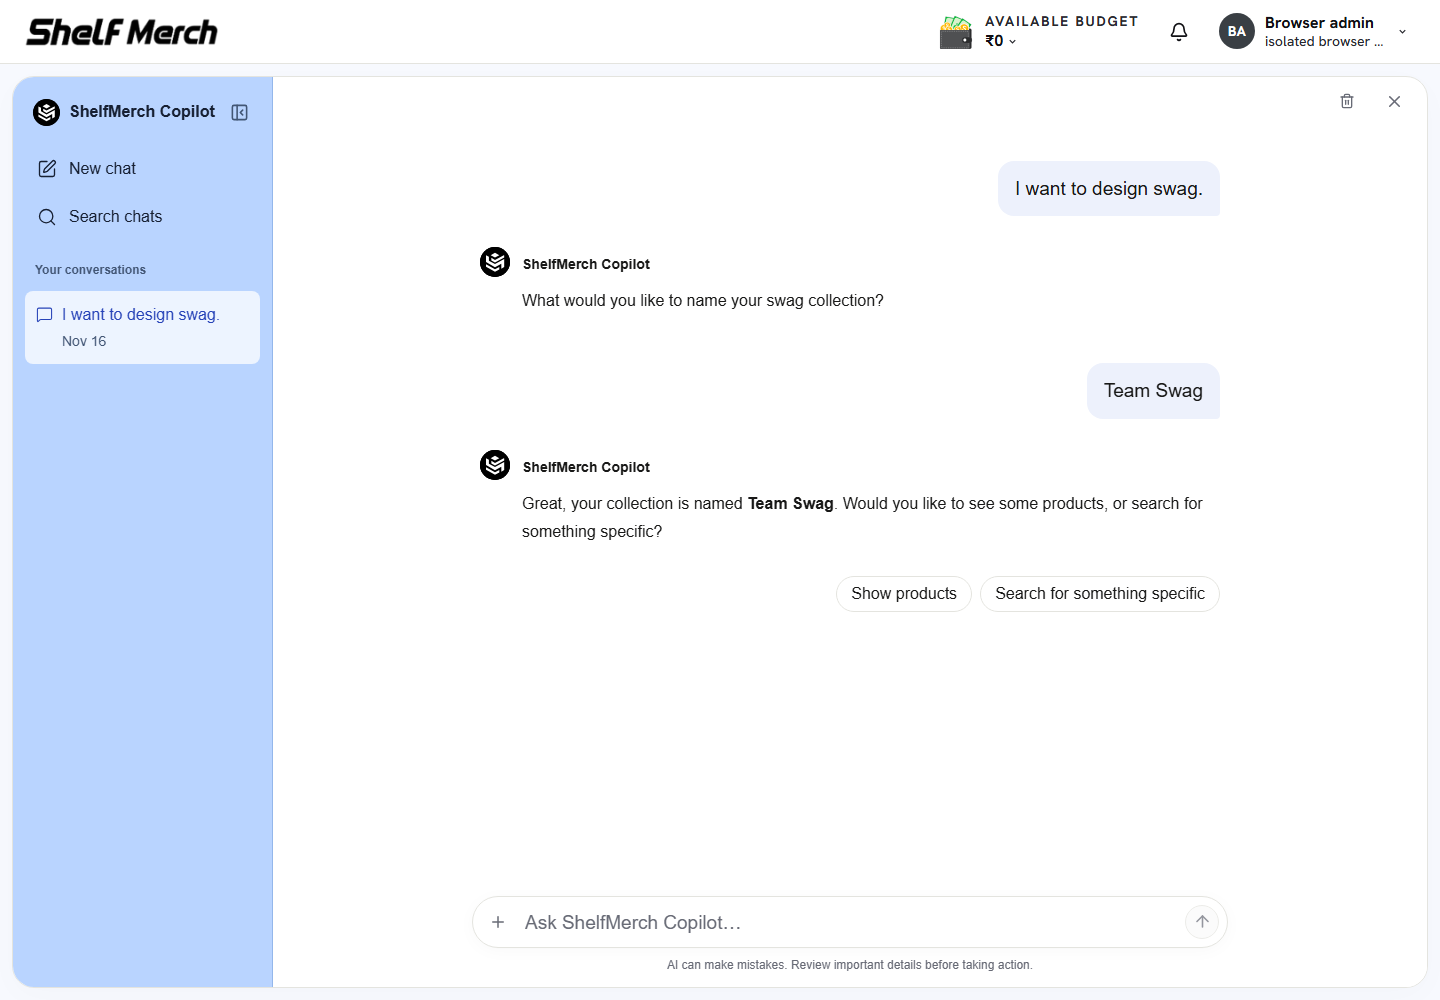 Shelf Merch
AVAILABLE BUDGET
₹0
BA
Browser admin
isolated browser ...
ShelfMerch Copilot
New chat
Search chats
Your conversations
I want to design swag.
Nov 16
I want to design swag.
ShelfMerch Copilot
What would you like to name your swag collection?
Team Swag
ShelfMerch Copilot
Great, your collection is named Team Swag. Would you like to see some products, or search for
something specific?
Show products
Search for something specific
Ask ShelfMerch Copilot…
AI can make mistakes. Review important details before taking action.